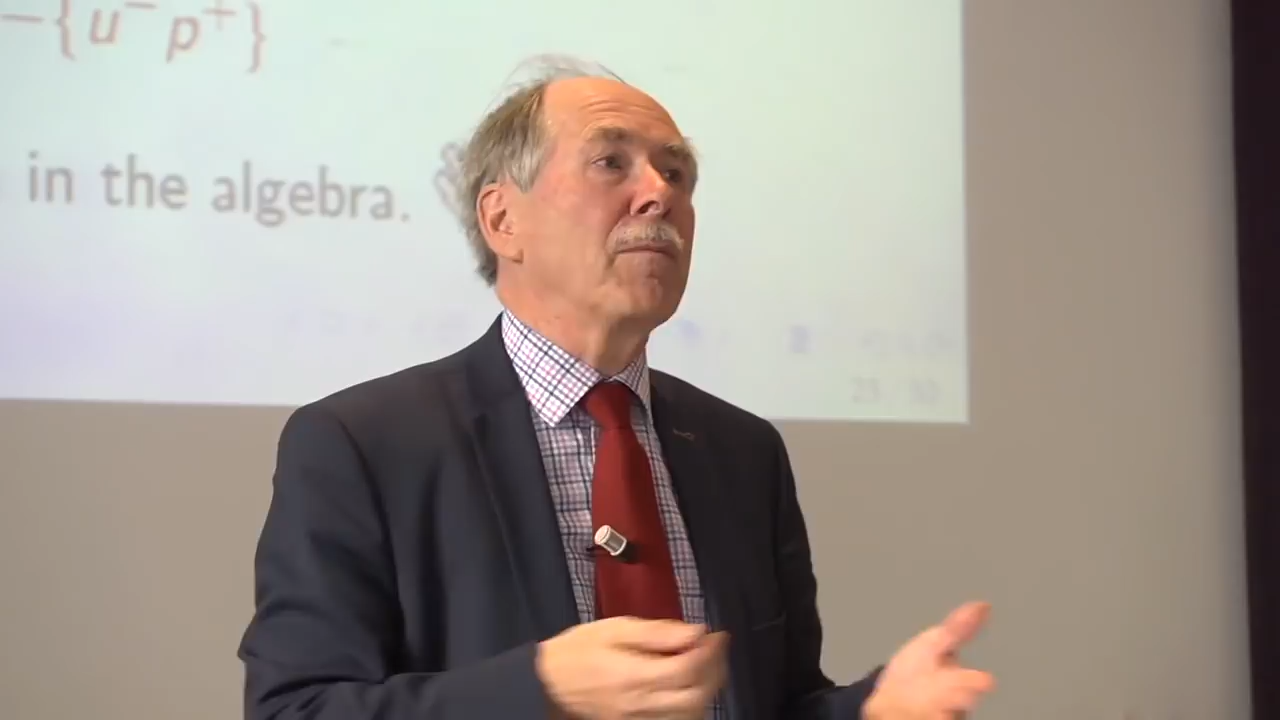 –{u⁻ p⁺}
in the algebra.